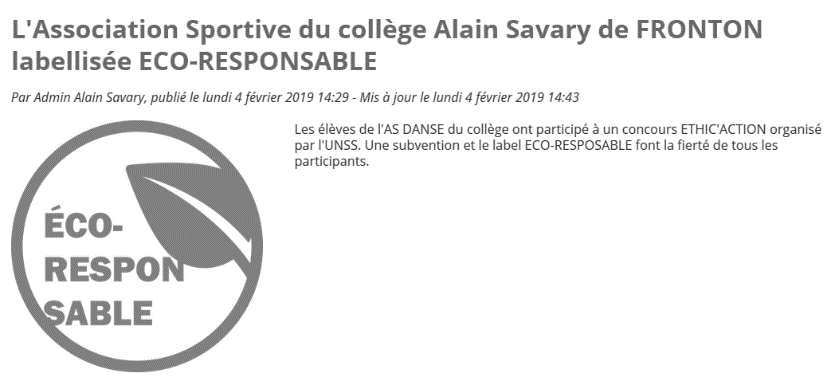 L'Association Sportive du collège Alain Savary de FRONTON
labellisée ECO-RESPONSABLE
Par Admin Alain Savary, publié le lundi 4 février 2019 14:29 - Mis à jour le lundi 4 février 2019 14:43
Les élèves de l'AS DANSE du collège ont participé à un concours ETHIC'ACTION organisé
par l'UNSS. Une subvention et le label ECO-RESPOSABLE font la fierté de tous les
participants.
ÉCO-
RESPON
SABLE